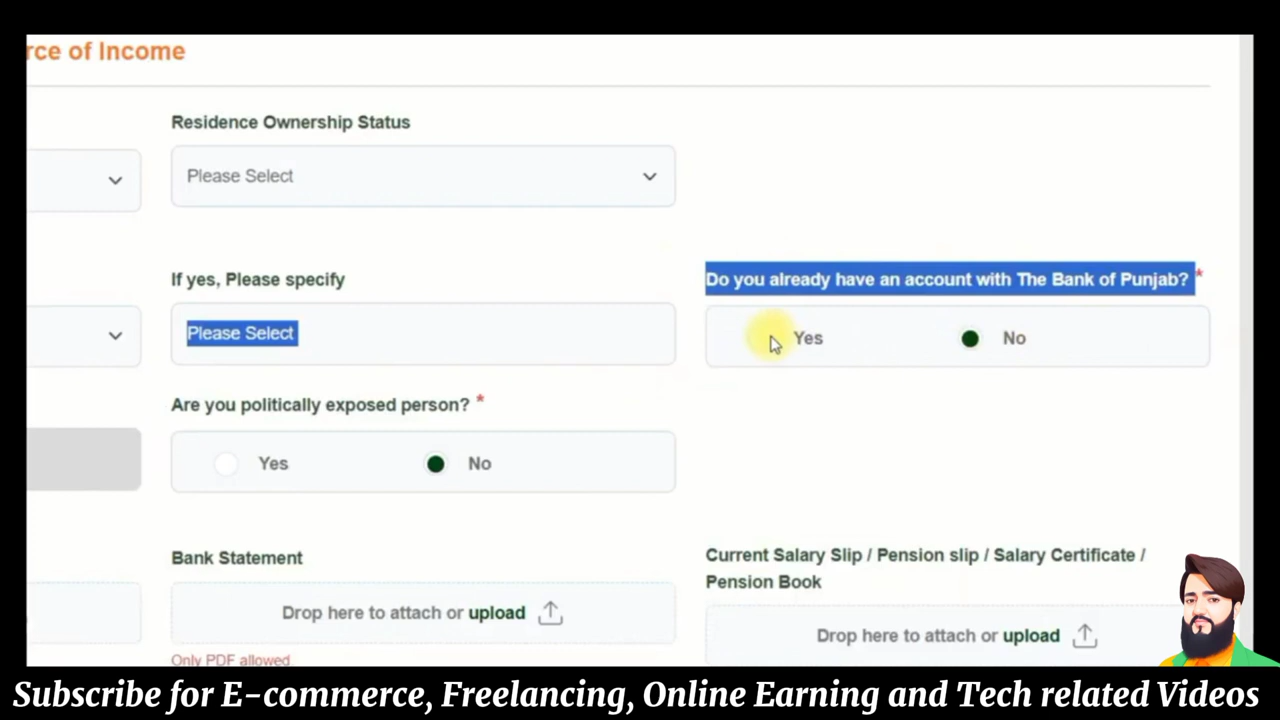 rce of Income
Residence Ownership Status
Please Select
If yes, Please specify
Do you already have an account with The Bank of Punjab? *
Please Select
Yes
No
Are you politically exposed person? *
Yes
No
Bank Statement
Current Salary Slip / Pension slip / Salary Certificate /
Pension Book
Drop here to attach or upload
Drop here to attach or upload
Only PDF allowed
Subscribe for E-commerce, Freelancing, Online Earning and Tech related Videos